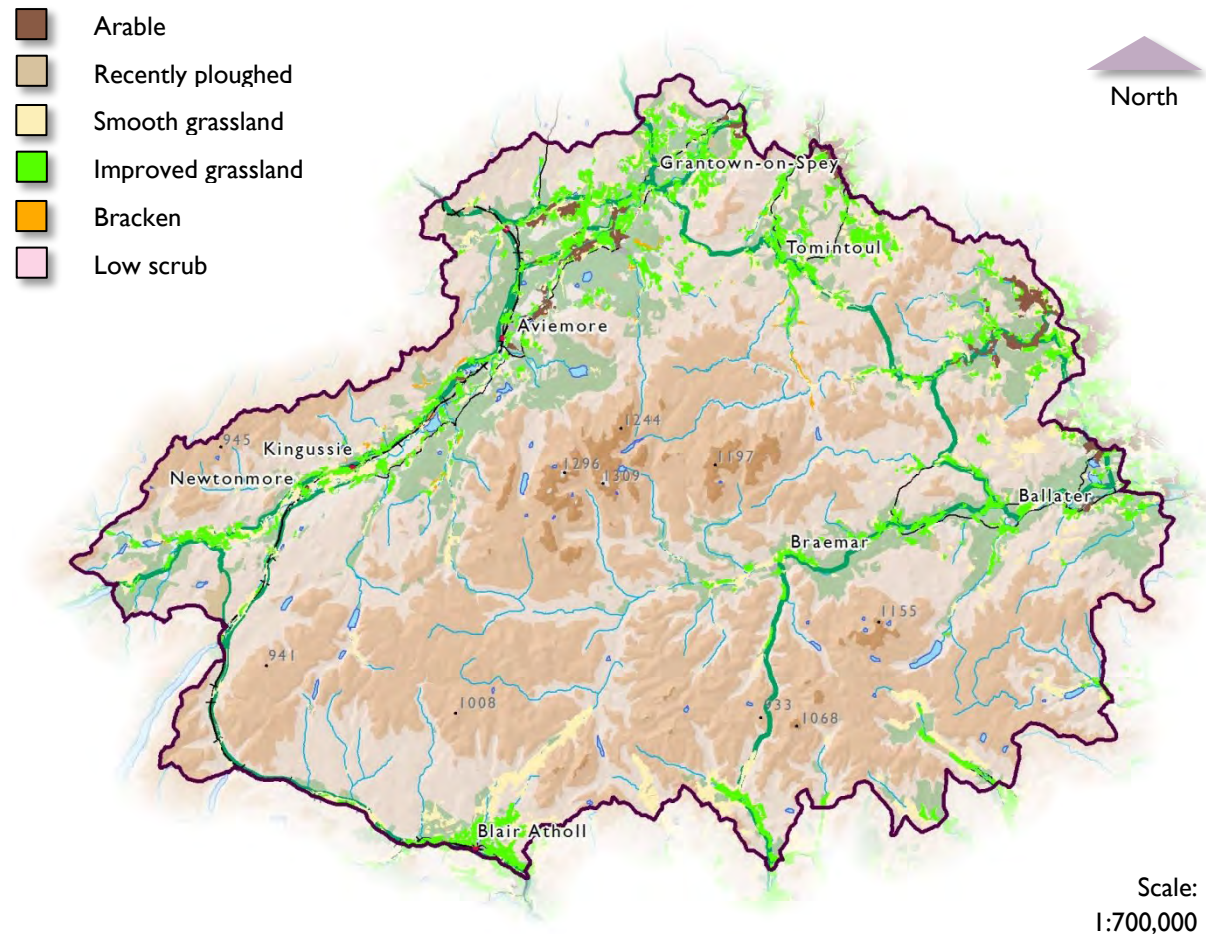 Arable
Recently ploughed
Smooth grassland
Improved grassland
Bracken
Low scrub
North
Grantown-on-Spey
Tomintoul
Aviemore
1244
945
Kingussie
1296
1197
Newtonmore
1309
Ballater
Braemar
1155
941
1008
933
1068
Blair Atholl
Scale:
1:700,000